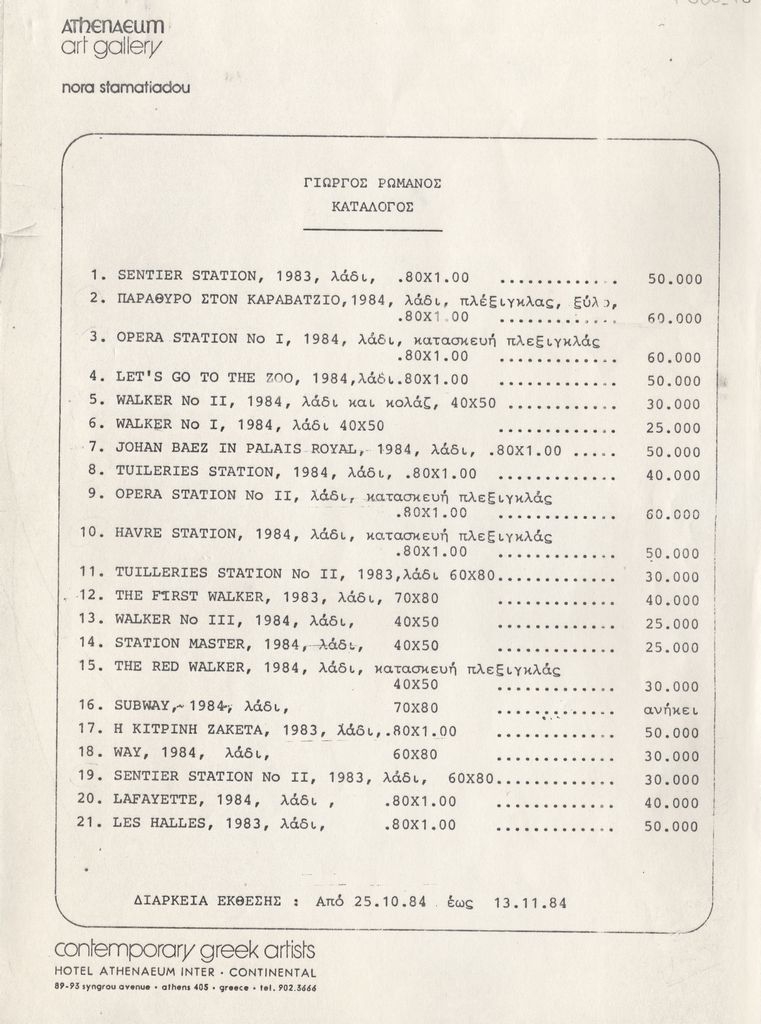 Athenaeum
art gallery
nora stamatiadou
ΓΙΩΡΓΟΣ ΡΩΜΑΝΟΣ
ΚΑΤΑΛΟΓΟΣ
1. SENTIER STATION, 1983, λάδι, .80X1.00 ............. 50.000
2. ΠΑΡΑΘΥΡΟ ΣΤΟΝ ΚΑΡΑΒΑΤΖΙΟ,1984, λάδι, πλέξιγκλας, ξύλο,
.80X1.00 ............. 60.000
3. OPERA STATION No I, 1984, λάδι, κατασκευή πλεξιγκλάς
.80X1.00 ............. 60.000
4. LET'S GO TO THE ZOO, 1984,λάδι.80X1.00 ............. 50.000
5. WALKER No II, 1984, λάδι και κολάζ, 40X50 ............ 30.000
6. WALKER No I, 1984, λάδι 40X50 ............. 25.000
7. JOHAN BAEZ IN PALAIS ROYAL, 1984, λάδι, .80X1.00 ..... 50.000
8. TUILERIES STATION, 1984, λάδι, .80X1.00 ............. 40.000
9. OPERA STATION No II, λάδι, κατασκευή πλεξιγκλάς
.80X1.00 ............. 60.000
10. HAVRE STATION, 1984, λάδι, κατασκευή πλεξιγκλάς
.80X1.00 ............. 50.000
11. TUILLERIES STATION No II, 1983,λάδι 60X80............. 30.000
12. THE FIRST WALKER, 1983, λάδι, 70X80 ............. 40.000
13. WALKER No III, 1984, λάδι, 40X50 ............. 25.000
14. STATION MASTER, 1984, λάδι, 40X50 ............. 25.000
15. THE RED WALKER, 1984, λάδι, κατασκευή πλεξιγκλάς
40X50 ............. 30.000
16. SUBWAY, 1984, λάδι, 70X80 ............. ανήκει
17. Η ΚΙΤΡΙΝΗ ΖΑΚΕΤΑ, 1983, λάδι,.80X1.00 ............. 50.000
18. WAY, 1984, λάδι, 60X80 ............. 30.000
19. SENTIER STATION No II, 1983, λάδι, 60X80............. 30.000
20. LAFAYETTE, 1984, λάδι , .80X1.00 ............. 40.000
21. LES HALLES, 1983, λάδι, .80X1.00 ............. 50.000
ΔΙΑΡΚΕΙΑ ΕΚΘΕΣΗΣ : Από 25.10.84 έως 13.11.84
contemporary greek artists
HOTEL ATHENAEUM INTER · CONTINENTAL
89-93 syngrou avenue • athens 405 • greece • tel. 902.3666